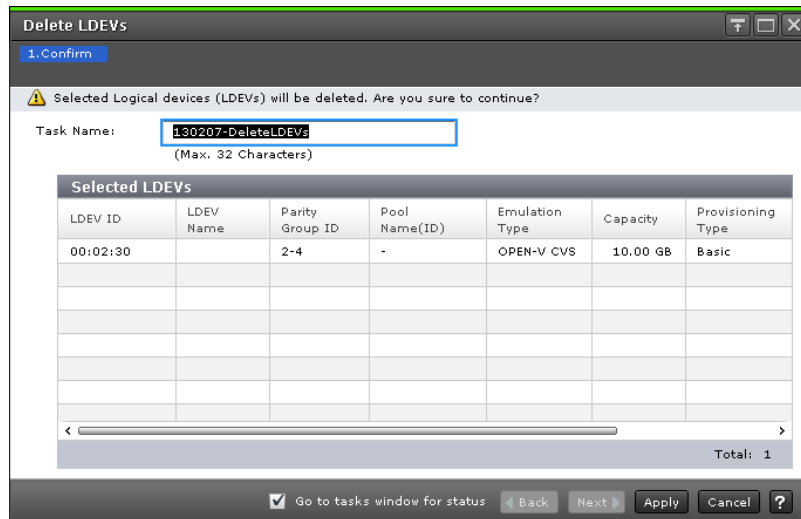 Delete LDEVs
1.Confirm
Selected Logical devices (LDEVs) will be deleted. Are you sure to continue?
Task Name: 130207-DeleteLDEVs
(Max. 32 Characters)
Selected LDEVs
LDEV ID LDEV Name Parity Group ID Pool Name(ID) Emulation Type Capacity Provisioning Type
00:02:30 2-4 - OPEN-V CVS 10.00 GB Basic
Total: 1
Go to tasks window for status Back Next Apply Cancel ?